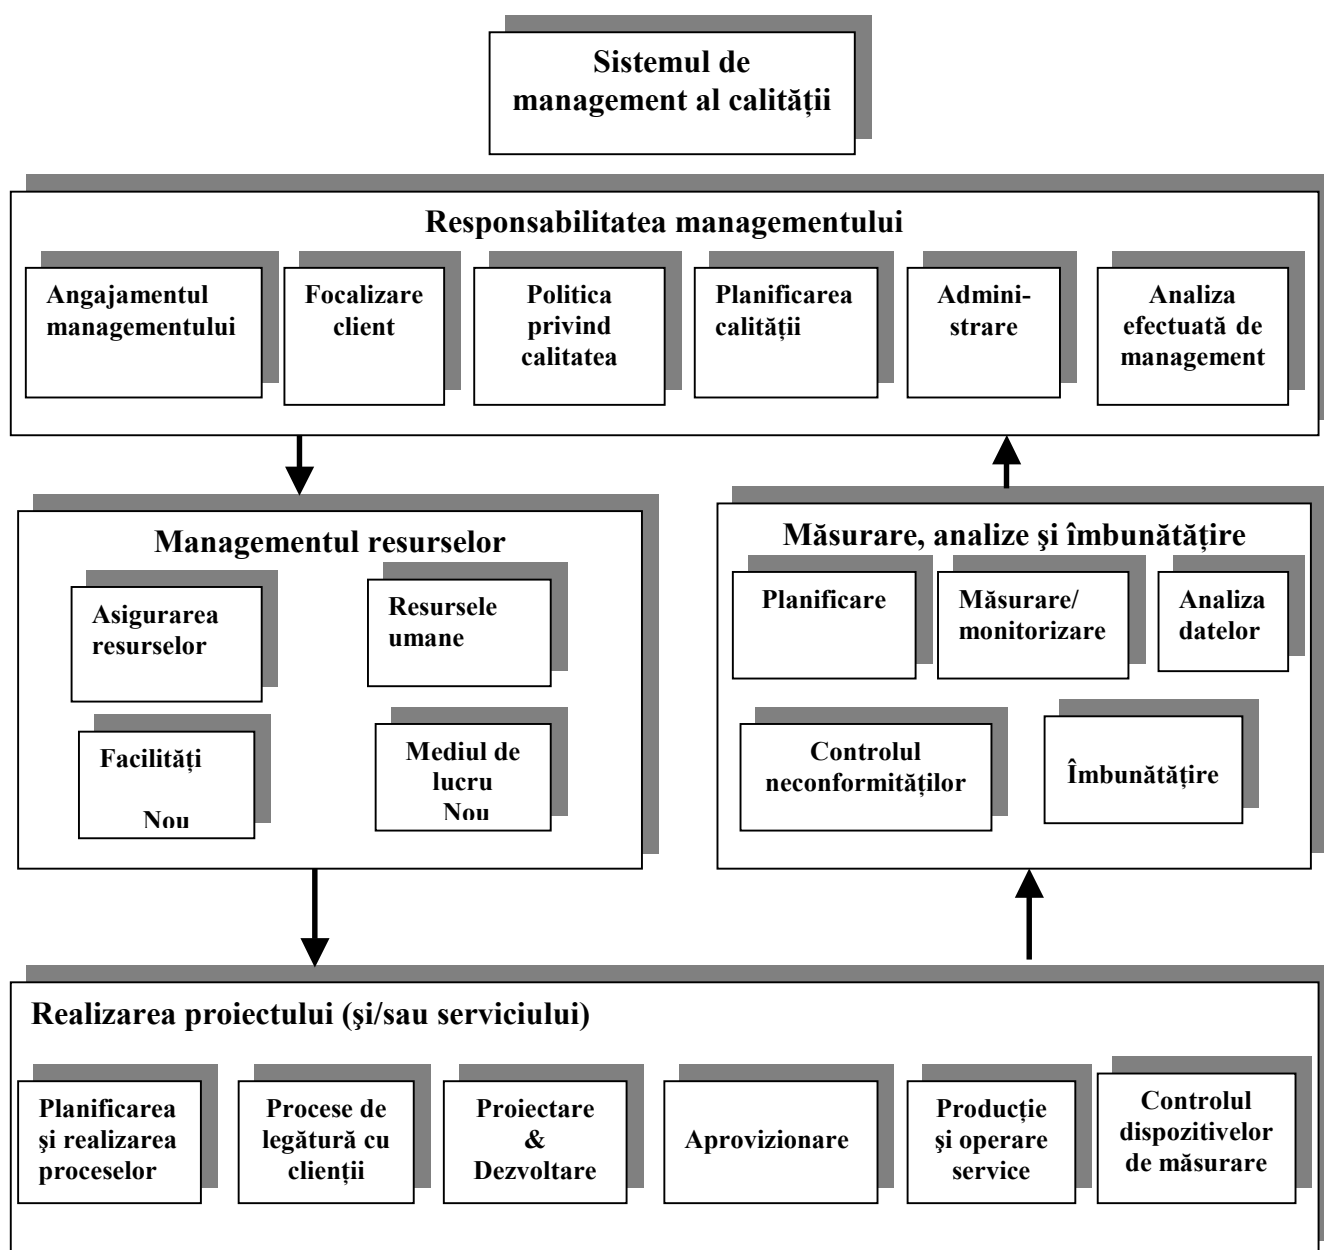 Sistemul de
management al calității
Responsabilitatea managementului
Angajamentul
managementului
Focalizare
client
Politica
privind
calitatea
Planificarea
calității
Admini-
strare
Analiza
efectuată de
management
Managementul resurselor
Asigurarea
resurselor
Resursele
umane
Facilități
Nou
Mediul de
lucru
Nou
Măsurare, analize şi îmbunătățire
Planificare
Măsurare/
monitorizare
Analiza
datelor
Controlul
neconformităților
Îmbunătățire
Realizarea proiectului (şi/sau serviciului)
Planificarea
şi realizarea
proceselor
Procese de
legătură cu
clienții
Proiectare
&
Dezvoltare
Aprovizionare
Producție
şi operare
service
Controlul
dispozitivelor
de măsurare